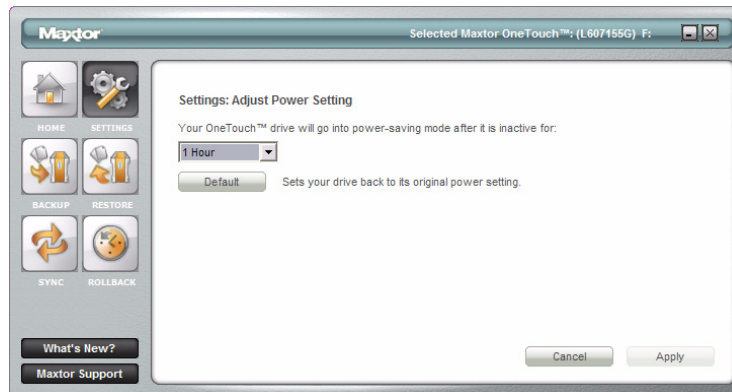 Maxtor
Selected Maxtor OneTouch™: (L607155G) F:
HOME
SETTINGS
BACKUP
RESTORE
SYNC
ROLLBACK
What's New?
Maxtor Support
Settings: Adjust Power Setting
Your OneTouch™ drive will go into power-saving mode after it is inactive for:
1 Hour
Default
Sets your drive back to its original power setting.
Cancel
Apply